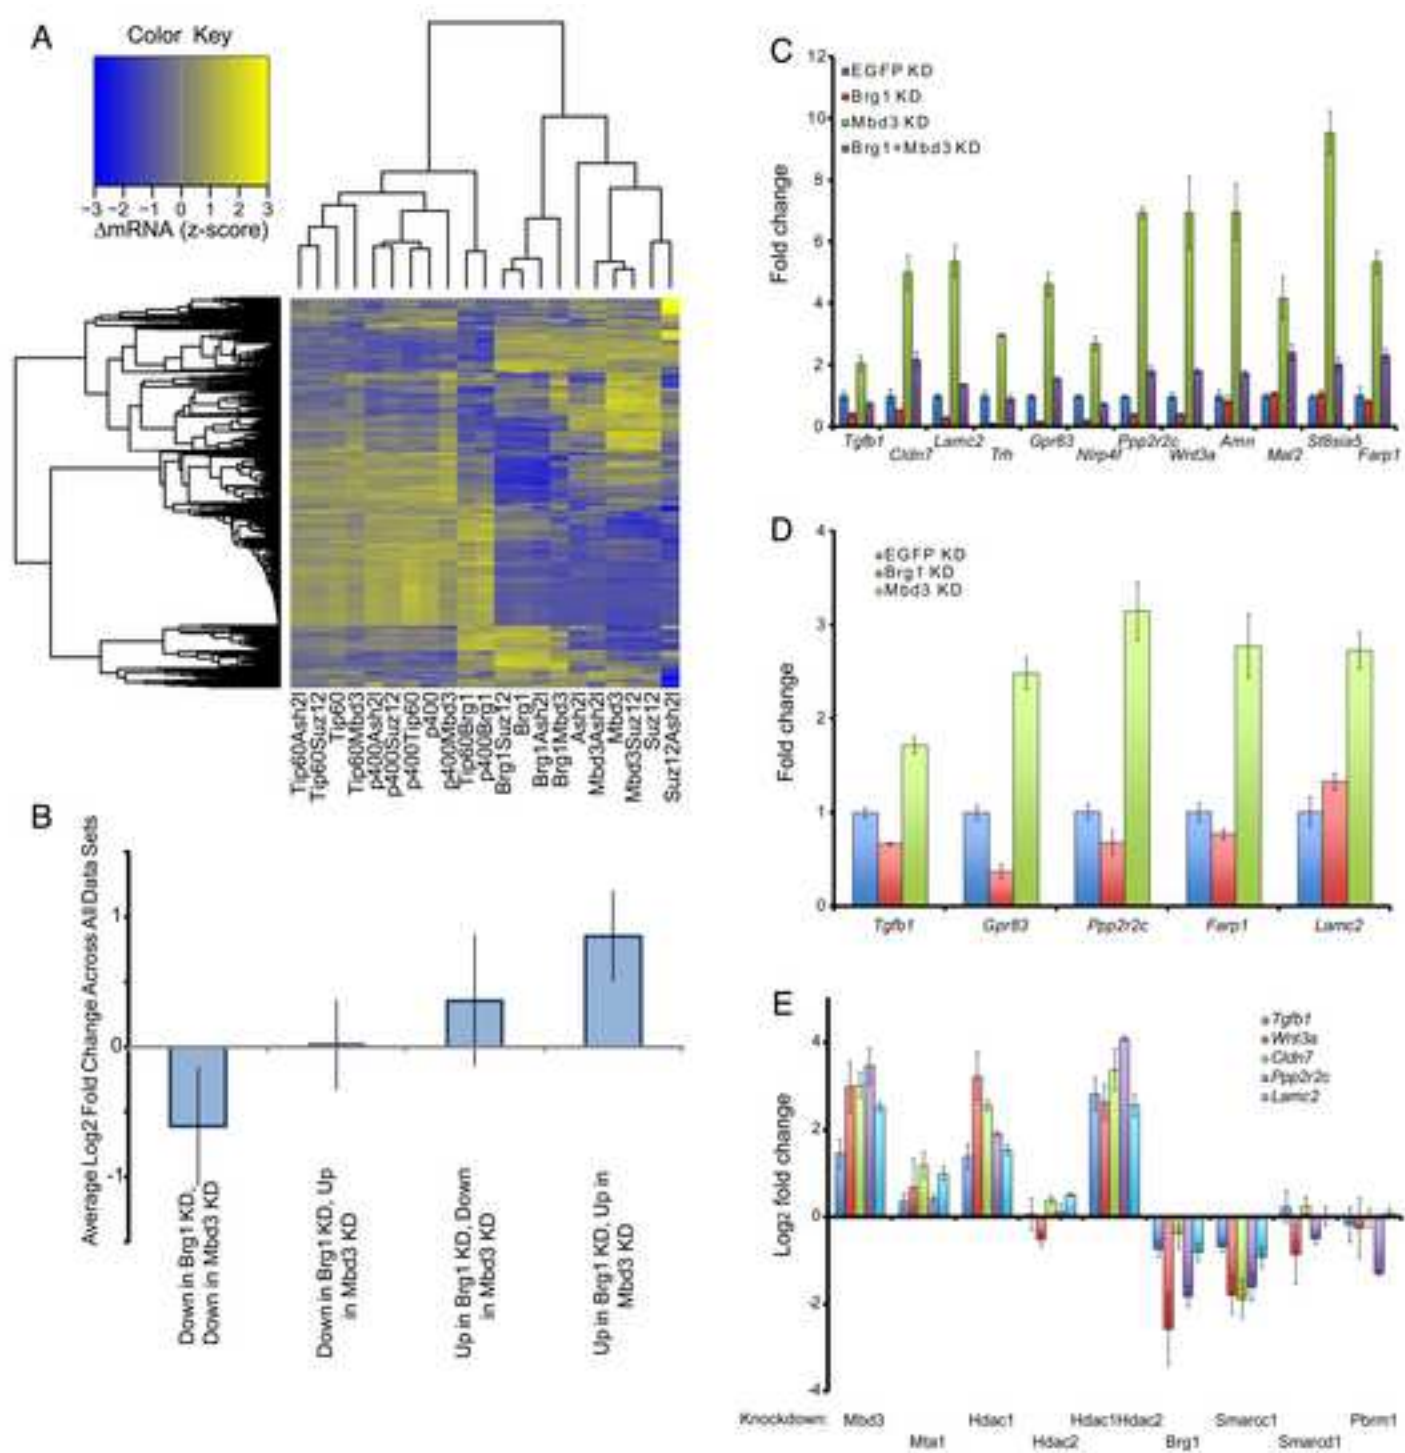 A
Color Key
-3 -2 -1 0 1 2 3
ΔmRNA (z-score)
Tip60Ash2l
Tip60Suz12
Tip60
Tip60Mbd3
p400Ash2l
p400Suz12
p400Tip60
p400
p400Mbd3
Tip60Brg1
p400Brg1
Brg1Suz12
Brg1
Brg1Ash2l
Brg1Mbd3
Ash2l
Mbd3Ash2l
Mbd3
Mbd3Suz12
Suz12
Suz12Ash2l
B
Average Log2 Fold Change Across All Data Sets
1
0
-1
Down in Brg1 KD,
Down in Mbd3 KD
Down in Brg1 KD, Up
in Mbd3 KD
Up in Brg1 KD, Down
in Mbd3 KD
Up in Brg1 KD, Up in
Mbd3 KD
C
Fold change
12
10
8
6
4
2
0
EGFP KD
Brg1 KD
Mbd3 KD
Brg1+Mbd3 KD
Tgfb1
Cldn7
Lamc2
Trh
Gpr83
Nlrp4f
Ppp2r2c
Wnt3a
Amn
Mal2
St8sia5
Farp1
D
Fold change
4
3
2
1
0
EGFP KD
Brg1 KD
Mbd3 KD
Tgfb1
Gpr83
Ppp2r2c
Farp1
Lamc2
E
Log2 fold change
4
2
0
-2
-4
Tgfb1
Wnt3a
Cldn7
Ppp2r2c
Lamc2
Knockdown:
Mbd3
Mta1
Hdac1
Hdac2
Hdac1Hdac2
Brg1
Smarcc1
Smarcd1
Pbrm1